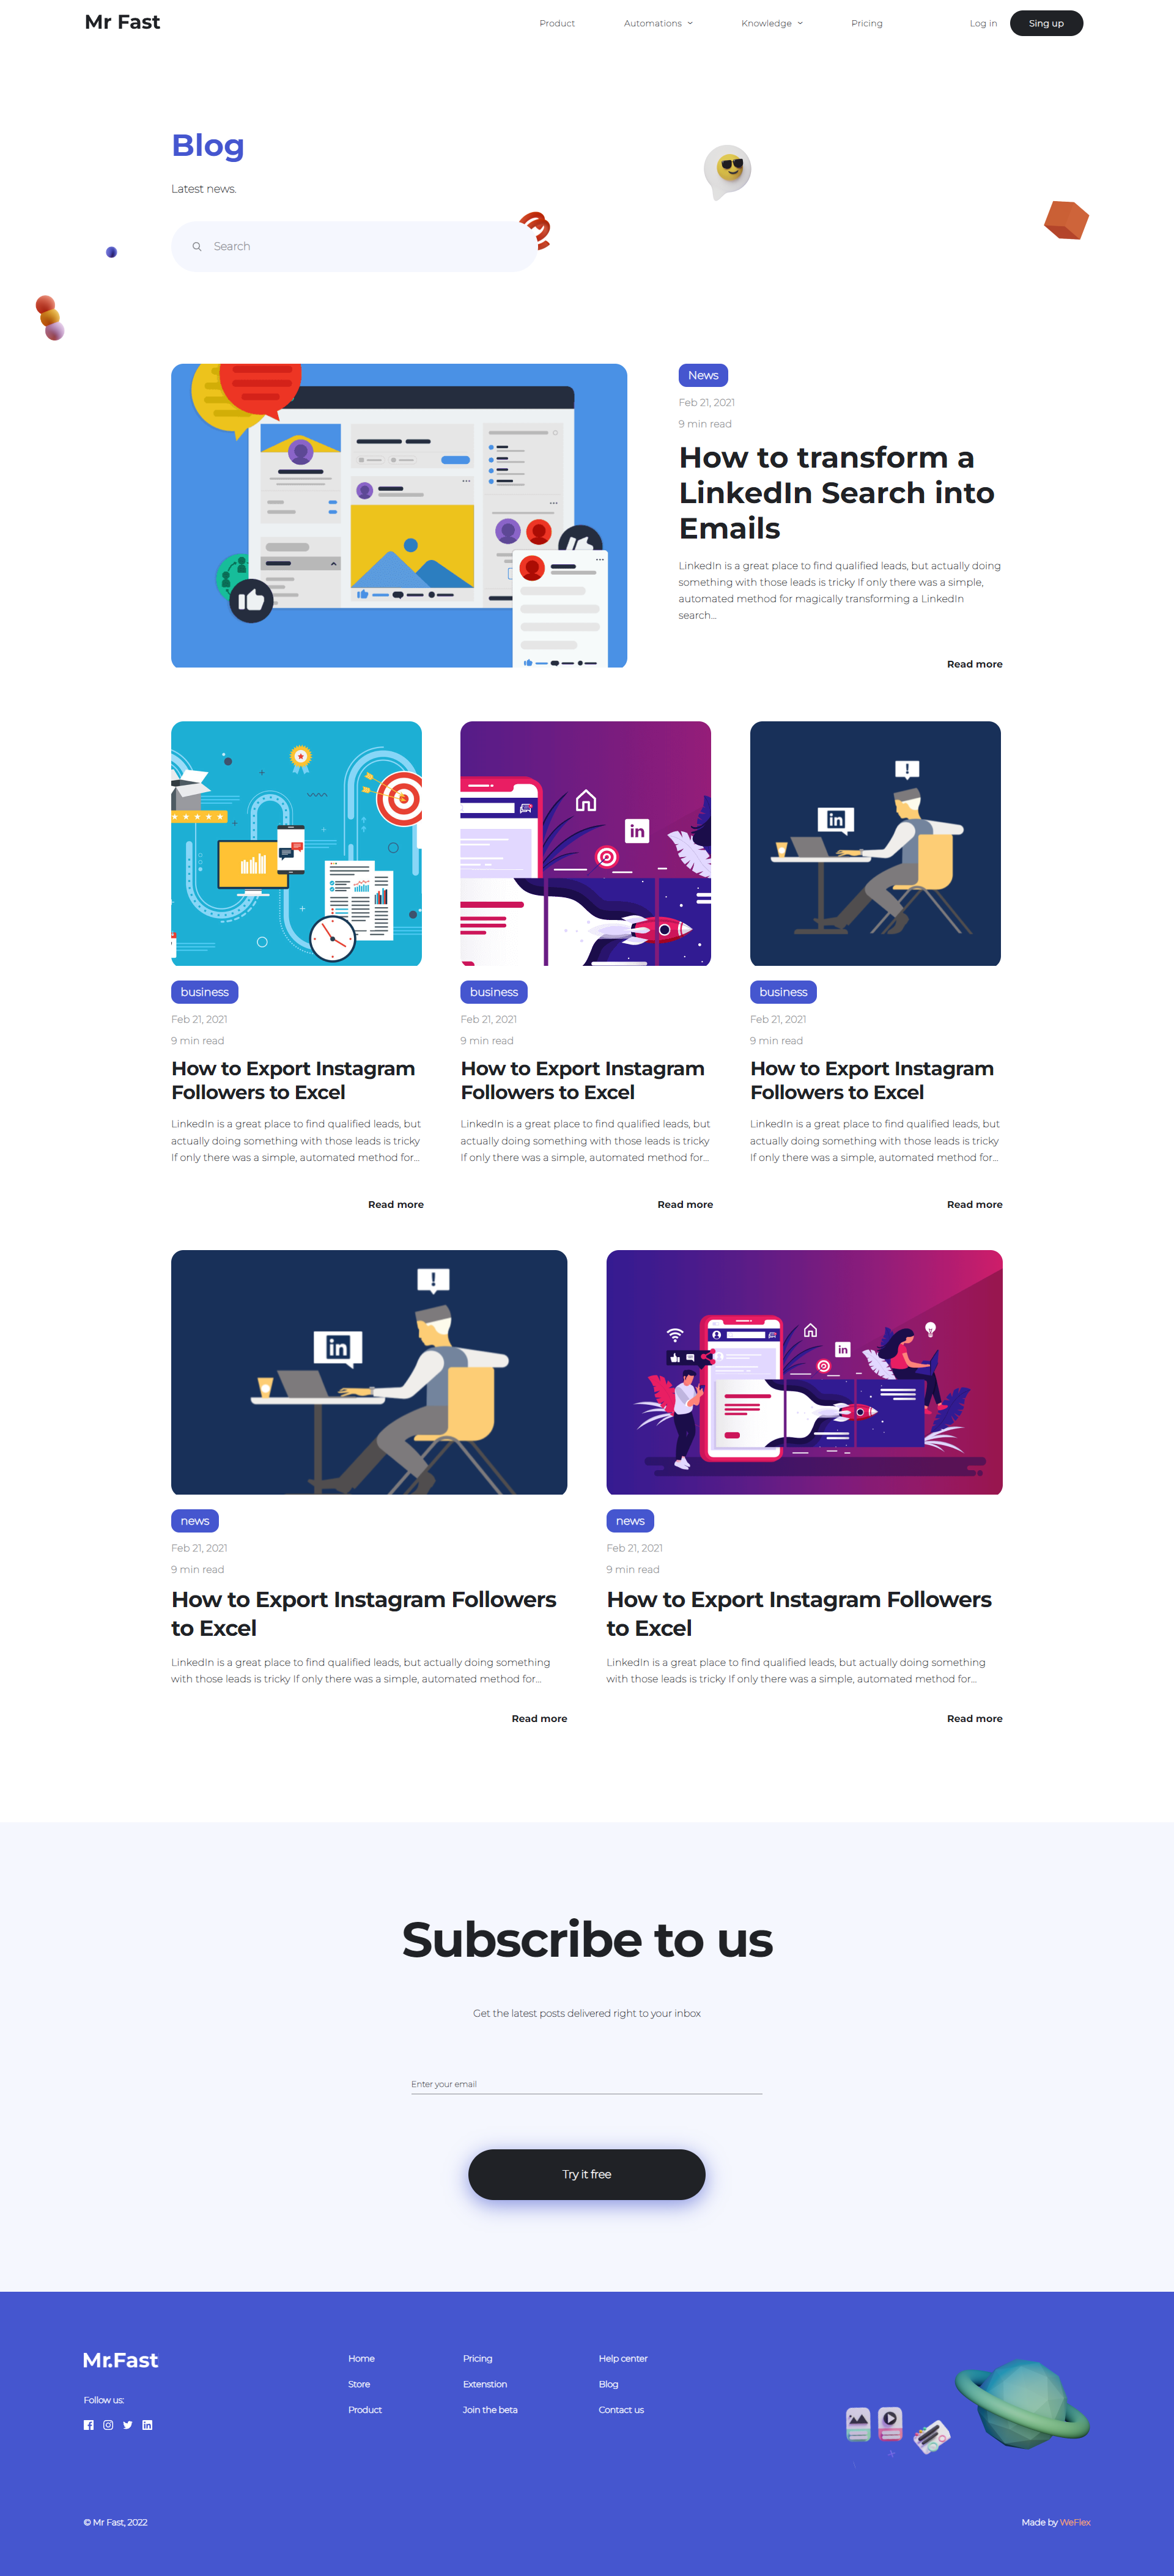 Mr Fast
Product
Automations
Knowledge
Pricing
Log in
Sing up
Blog
Latest news.
Search
News
Feb 21, 2021
9 min read
How to transform a
LinkedIn Search into
Emails
LinkedIn is a great place to find qualified leads, but actually doing
something with those leads is tricky If only there was a simple,
automated method for magically transforming a LinkedIn
search...
Read more
in
!
in
business
Feb 21, 2021
9 min read
How to Export Instagram
Followers to Excel
LinkedIn is a great place to find qualified leads, but
actually doing something with those leads is tricky
If only there was a simple, automated method for...
Read more
business
Feb 21, 2021
9 min read
How to Export Instagram
Followers to Excel
LinkedIn is a great place to find qualified leads, but
actually doing something with those leads is tricky
If only there was a simple, automated method for...
Read more
business
Feb 21, 2021
9 min read
How to Export Instagram
Followers to Excel
LinkedIn is a great place to find qualified leads, but
actually doing something with those leads is tricky
If only there was a simple, automated method for...
Read more
!
in
in
news
Feb 21, 2021
9 min read
How to Export Instagram Followers
to Excel
LinkedIn is a great place to find qualified leads, but actually doing something
with those leads is tricky If only there was a simple, automated method for...
Read more
news
Feb 21, 2021
9 min read
How to Export Instagram Followers
to Excel
LinkedIn is a great place to find qualified leads, but actually doing something
with those leads is tricky If only there was a simple, automated method for...
Read more
Subscribe to us
Get the latest posts delivered right to your inbox
Enter your email
Try it free
Mr.Fast
Follow us:
Home
Store
Product
Pricing
Extenstion
Join the beta
Help center
Blog
Contact us
© Mr Fast, 2022
Made by WeFlex